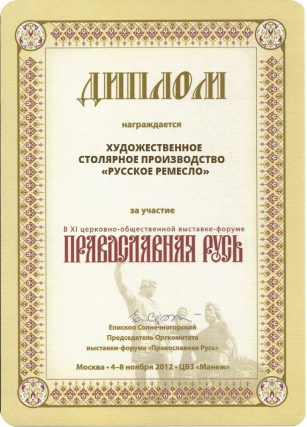 ДИПЛОМ
награждается
ХУДОЖЕСТВЕННОЕ
СТОЛЯРНОЕ ПРОИЗВОДСТВО
«РУССКОЕ РЕМЕСЛО»
за участие
В XI церковно-общественной выставке-форуме
ПРАВОСЛАВНАЯ РУСЬ
Епископ Солнечногорский
Председатель Оргкомитета
выставки-форума «Православная Русь»
Москва • 4–8 ноября 2012 • ЦВЗ «Манеж»